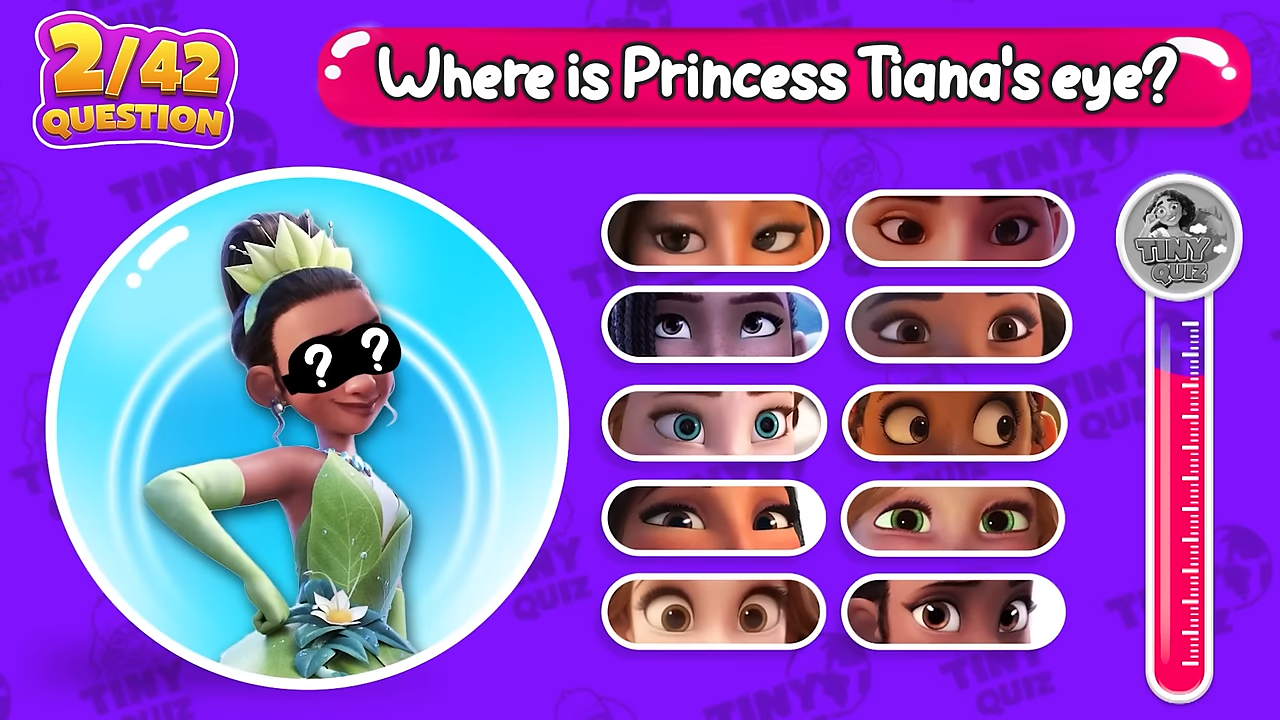 2/42
QUESTION
Where is Princess Tiana's eye?
? ?
TINY
QUIZ